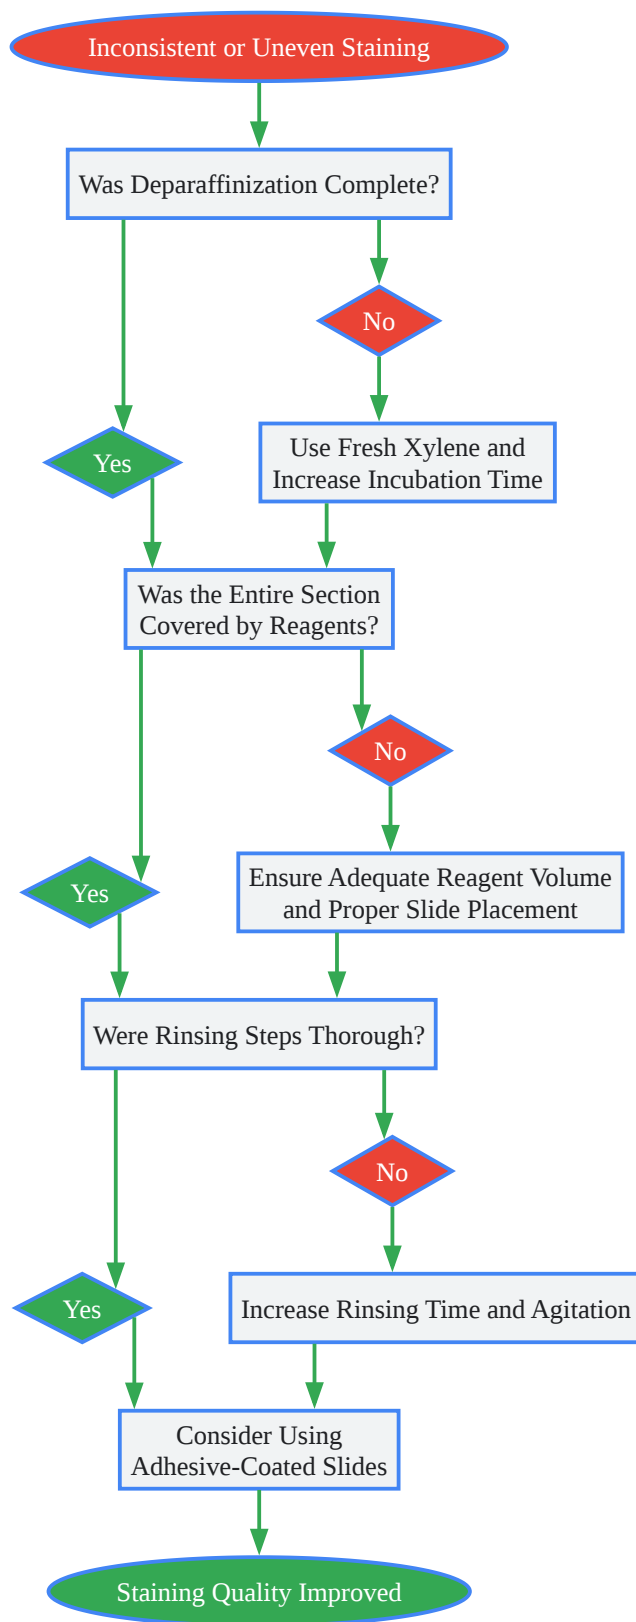 Inconsistent or Uneven Staining
Was Deparaffinization Complete?
No
Use Fresh Xylene and
Increase Incubation Time
Yes
Was the Entire Section
Covered by Reagents?
No
Ensure Adequate Reagent Volume
and Proper Slide Placement
Yes
Were Rinsing Steps Thorough?
No
Increase Rinsing Time and Agitation
Yes
Consider Using
Adhesive-Coated Slides
Staining Quality Improved